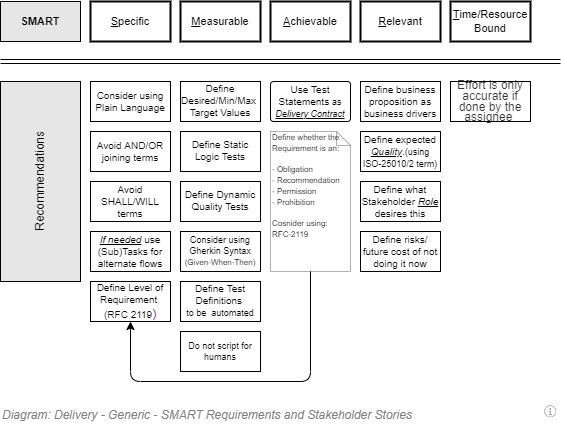 SMART
Specific
Measurable
Achievable
Relevant
Time/Resource
Bound
Recommendations
Consider using
Plain Language
Avoid AND/OR
joining terms
Avoid
SHALL/WILL
terms
If needed use
(Sub)Tasks for
alternate flows
Define Level of
Requirement
(RFC 2119)
Define
Desired/Min/Max
Target Values
Define Static
Logic Tests
Define Dynamic
Quality Tests
Consider using
Gherkin Syntax
(Given-When-Then)
Define Test
Definitions
to be automated
Do not script for
humans
Use Test
Statements as
Delivery Contract
Define whether the
Requirement is an:
- Obligation
- Recommendation
- Permission
- Prohibition
Cosnider using:
RFC-2119
Define business
proposition as
business drivers
Define expected
Quality.(using
ISO-25010/2 term)
Define what
Stakeholder Role
desires this
Define risks/
future cost of not
doing it now
Effort is only
accurate if
done by the
assignee
Diagram: Delivery - Generic - SMART Requirements and Stakeholder Stories